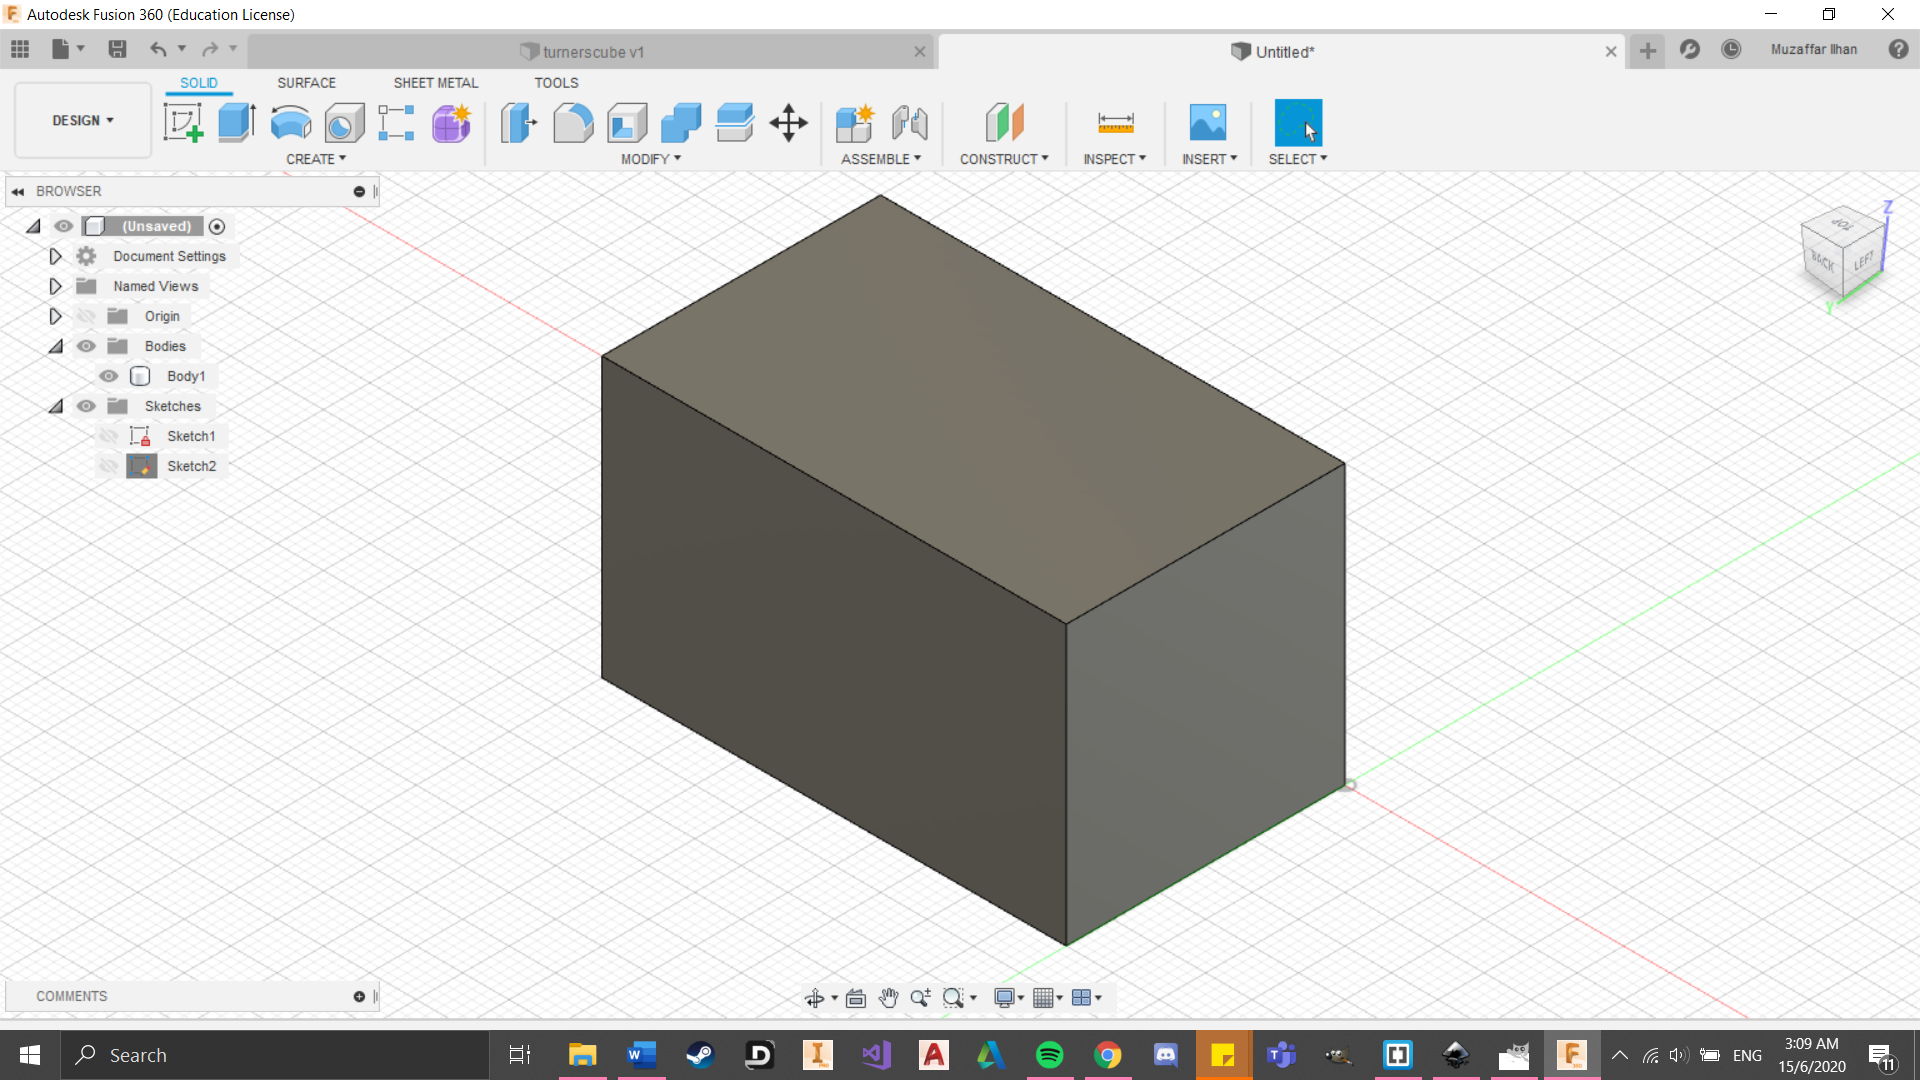 Autodesk Fusion 360 (Education License)
turnerscube v1
Untitled*
Muzaffar Ilhan
SOLID SURFACE SHEET METAL TOOLS
DESIGN
CREATE MODIFY ASSEMBLE CONSTRUCT INSPECT INSERT SELECT
BROWSER
(Unsaved)
Document Settings
Named Views
Origin
Bodies
Body1
Sketches
Sketch1
Sketch2
Z
TOP
BACK
LEFT
Y
COMMENTS
Search
ENG
3:09 AM
15/6/2020
11